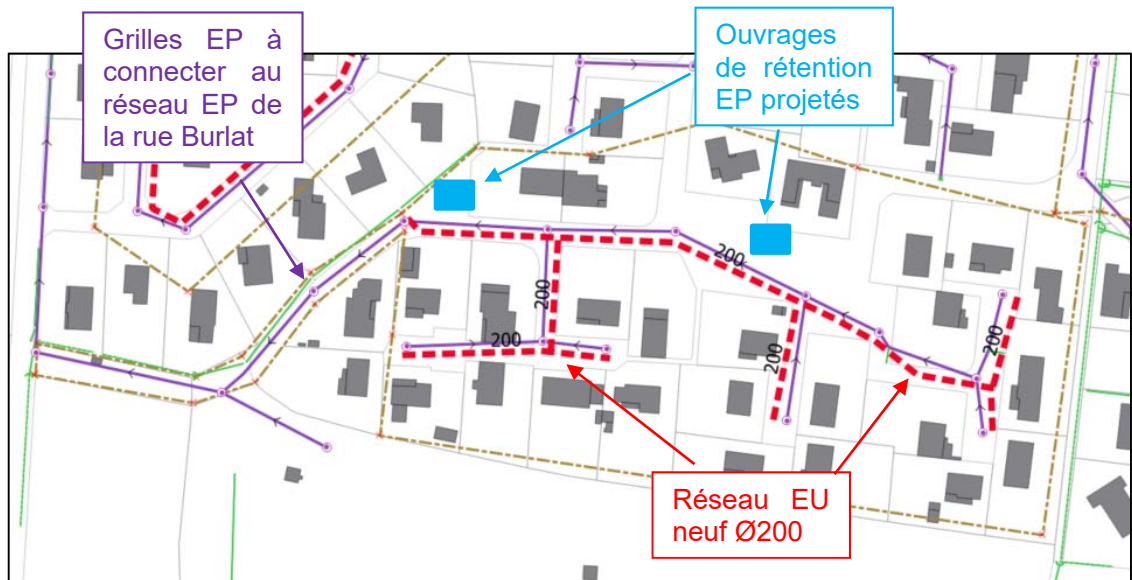 Grilles EP à
connecter au
réseau EP de
la rue Burlat
Ouvrages
de rétention
EP projetés
200
200
200
200
200
Réseau EU
neuf Ø200